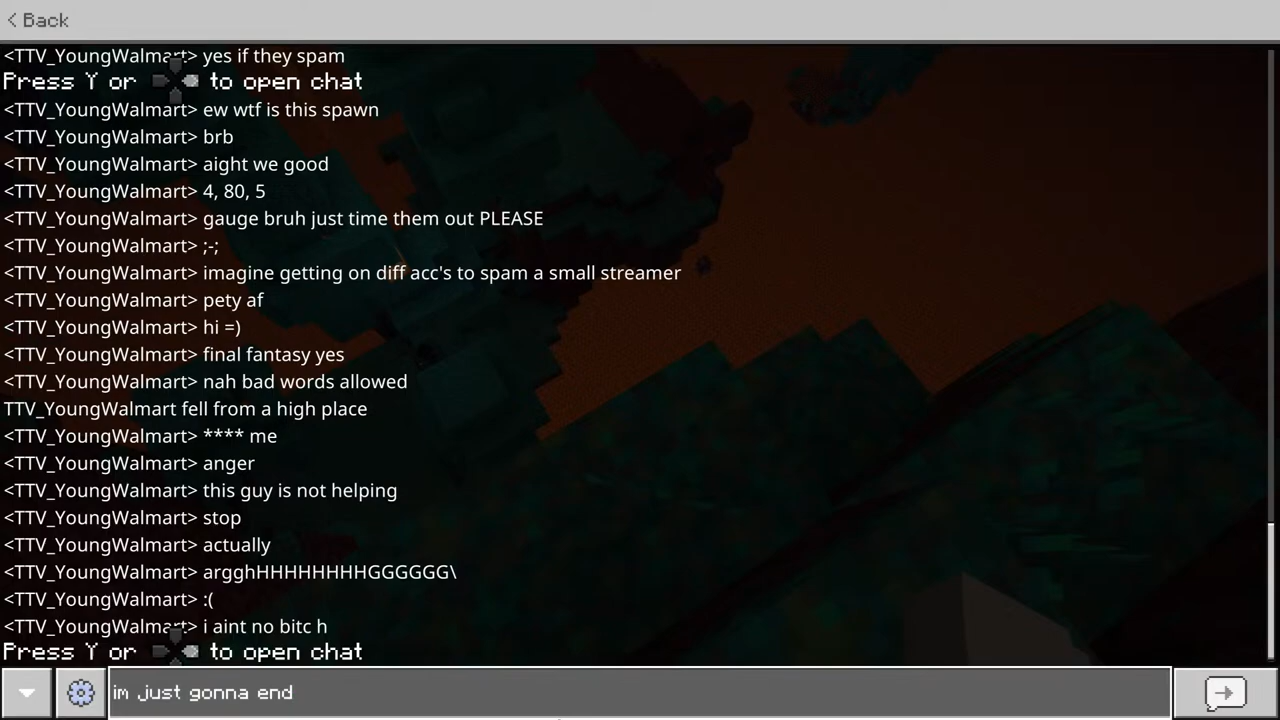 Back
<TTV_YoungWalmart> yes if they spam
Press Y or to open chat
<TTV_YoungWalmart> ew wtf is this spawn
<TTV_YoungWalmart> brb
<TTV_YoungWalmart> aight we good
<TTV_YoungWalmart> 4, 80, 5
<TTV_YoungWalmart> gauge bruh just time them out PLEASE
<TTV_YoungWalmart> ;-;
<TTV_YoungWalmart> imagine getting on diff acc's to spam a small streamer
<TTV_YoungWalmart> pety af
<TTV_YoungWalmart> hi =)
<TTV_YoungWalmart> final fantasy yes
<TTV_YoungWalmart> nah bad words allowed
TTV_YoungWalmart fell from a high place
<TTV_YoungWalmart> **** me
<TTV_YoungWalmart> anger
<TTV_YoungWalmart> this guy is not helping
<TTV_YoungWalmart> stop
<TTV_YoungWalmart> actually
<TTV_YoungWalmart> argghHHHHHHHHGGGGGG\
<TTV_YoungWalmart> :(
<TTV_YoungWalmart> i aint no bitc h
Press Y or to open chat
im just gonna end